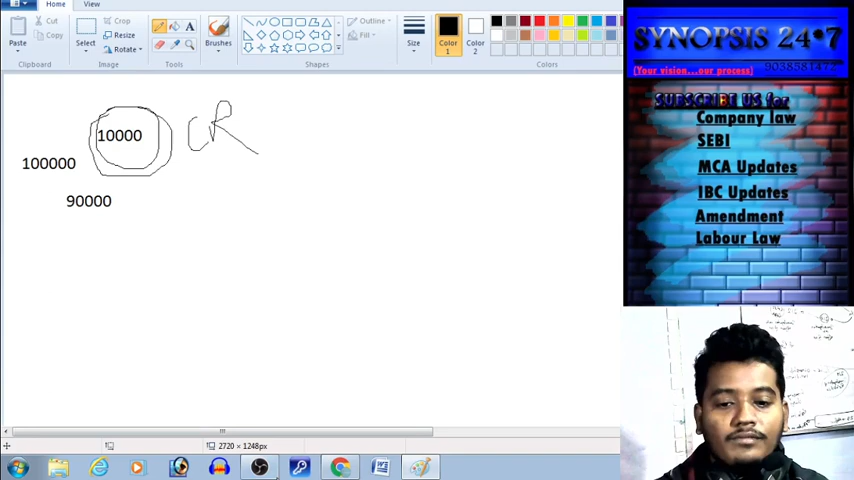 Home
View
Cut
Copy
Paste
Clipboard
Crop
Resize
Rotate
Select
Image
Tools
Brushes
Shapes
Outline
Fill
Size
Color
1
Color
2
Colors
10000
CR
100000
90000
2720 × 1248px
SYNOPSIS 24*7
(Your vision...our process)
9038581472
SUBSCRIBE US for
Company law
SEBI
MCA Updates
IBC Updates
Amendment
Labour Law